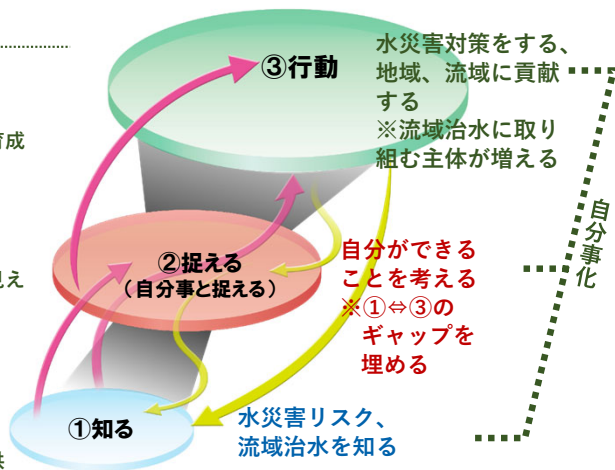 ③行動
水災害対策をする、
地域、流域に貢献
する
※流域治水に取り
組む主体が増える
育成
自分事化
②捉える
（自分事と捉える）
自分ができる
ことを考える
※①⇔③の
ギャップを
埋める
見え
①知る
水災害リスク、
流域治水を知る